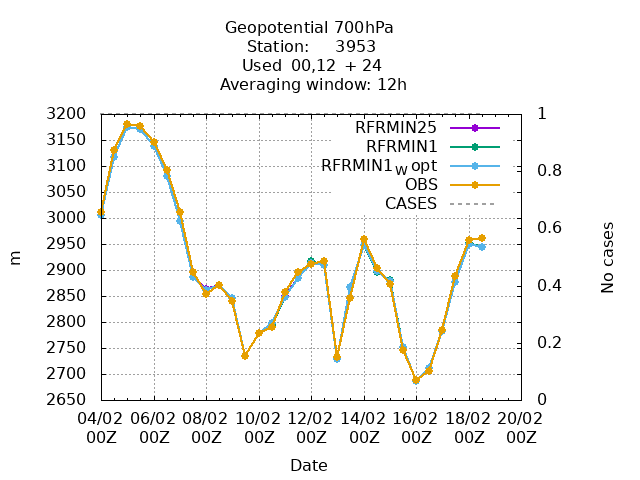 Geopotential 700hPa
Station: 3953
Used 00,12 + 24
Averaging window: 12h
3200 1
3150 RFRMIN25
RFRMIN1
3100 RFRMIN1w opt 0.8
3050 OBS
CASES
3000 0.6
2950
m 2900 No cases
0.4
2850
2800
0.2
2750
2700
2650 0
04/02 06/02 08/02 10/02 12/02 14/02 16/02 18/02 20/02
00Z 00Z 00Z 00Z 00Z 00Z 00Z 00Z 00Z
Date